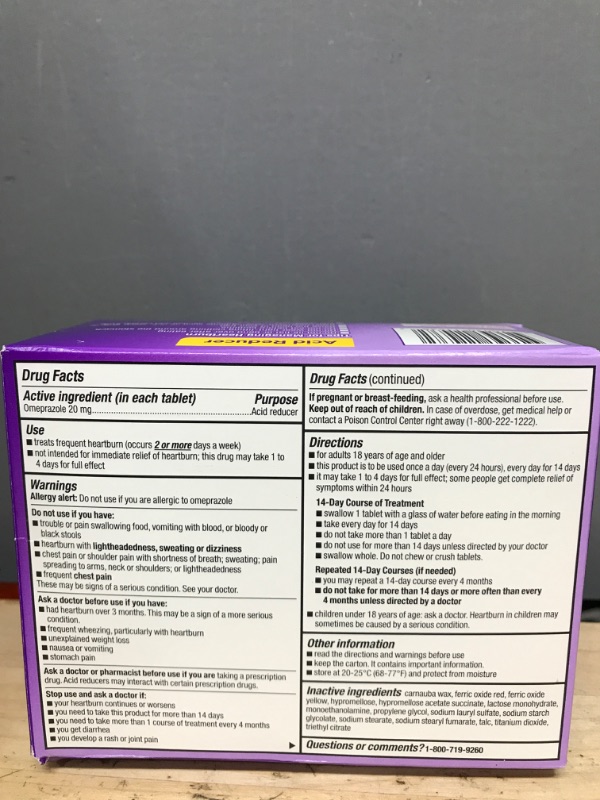 Acid Reducer
Drug Facts
Active ingredient (in each tablet) Purpose
Omeprazole 20 mg.....Acid reducer
Use
■ treats frequent heartburn (occurs 2 or more days a week)
■ not intended for immediate relief of heartburn; this drug may take 1 to
4 days for full effect
Warnings
Allergy alert: Do not use if you are allergic to omeprazole
Do not use if you have:
■ trouble or pain swallowing food, vomiting with blood, or bloody or
black stools
■ heartburn with lightheadedness, sweating or dizziness
■ chest pain or shoulder pain with shortness of breath; sweating; pain
spreading to arms, neck or shoulders; or lightheadedness
■ frequent chest pain
These may be signs of a serious condition. See your doctor.
Ask a doctor before use if you have:
■ had heartburn over 3 months. This may be a sign of a more serious
condition.
■ frequent wheezing, particularly with heartburn
■ unexplained weight loss
■ nausea or vomiting
■ stomach pain
Ask a doctor or pharmacist before use if you are taking a prescription
drug. Acid reducers may interact with certain prescription drugs.
Stop use and ask a doctor if:
■ your heartburn continues or worsens
■ you need to take this product for more than 14 days
■ you need to take more than 1 course of treatment every 4 months
■ you get diarrhea
■ you develop a rash or joint pain
Drug Facts (continued)
If pregnant or breast-feeding, ask a health professional before use.
Keep out of reach of children. In case of overdose, get medical help or
contact a Poison Control Center right away (1-800-222-1222).
Directions
■ for adults 18 years of age and older
■ this product is to be used once a day (every 24 hours), every day for 14 days
■ it may take 1 to 4 days for full effect; some people get complete relief of
symptoms within 24 hours
14-Day Course of Treatment
■ swallow 1 tablet with a glass of water before eating in the morning
■ take every day for 14 days
■ do not take more than 1 tablet a day
■ do not use for more than 14 days unless directed by your doctor
■ swallow whole. Do not chew or crush tablets.
Repeated 14-Day Courses (if needed)
■ you may repeat a 14-day course every 4 months
■ do not take for more than 14 days or more often than every
4 months unless directed by a doctor
■ children under 18 years of age: ask a doctor. Heartburn in children may
sometimes be caused by a serious condition.
Other information
■ read the directions and warnings before use
■ keep the carton. It contains important information.
■ store at 20-25°C (68-77°F) and protect from moisture
Inactive ingredients carnauba wax, ferric oxide red, ferric oxide
yellow, hypromellose, hypromellose acetate succinate, lactose monohydrate,
monoethanolamine, propylene glycol, sodium lauryl sulfate, sodium starch
glycolate, sodium stearate, sodium stearyl fumarate, talc, titanium dioxide,
triethyl citrate
Questions or comments? 1-800-719-9260